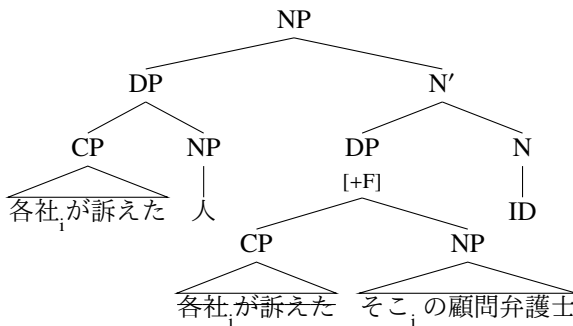 NP
DP N′
CP NP DP N
[+F]
各社iが訴えた 人 ID
CP NP
各社iが訴えた そこiの顧問弁護士